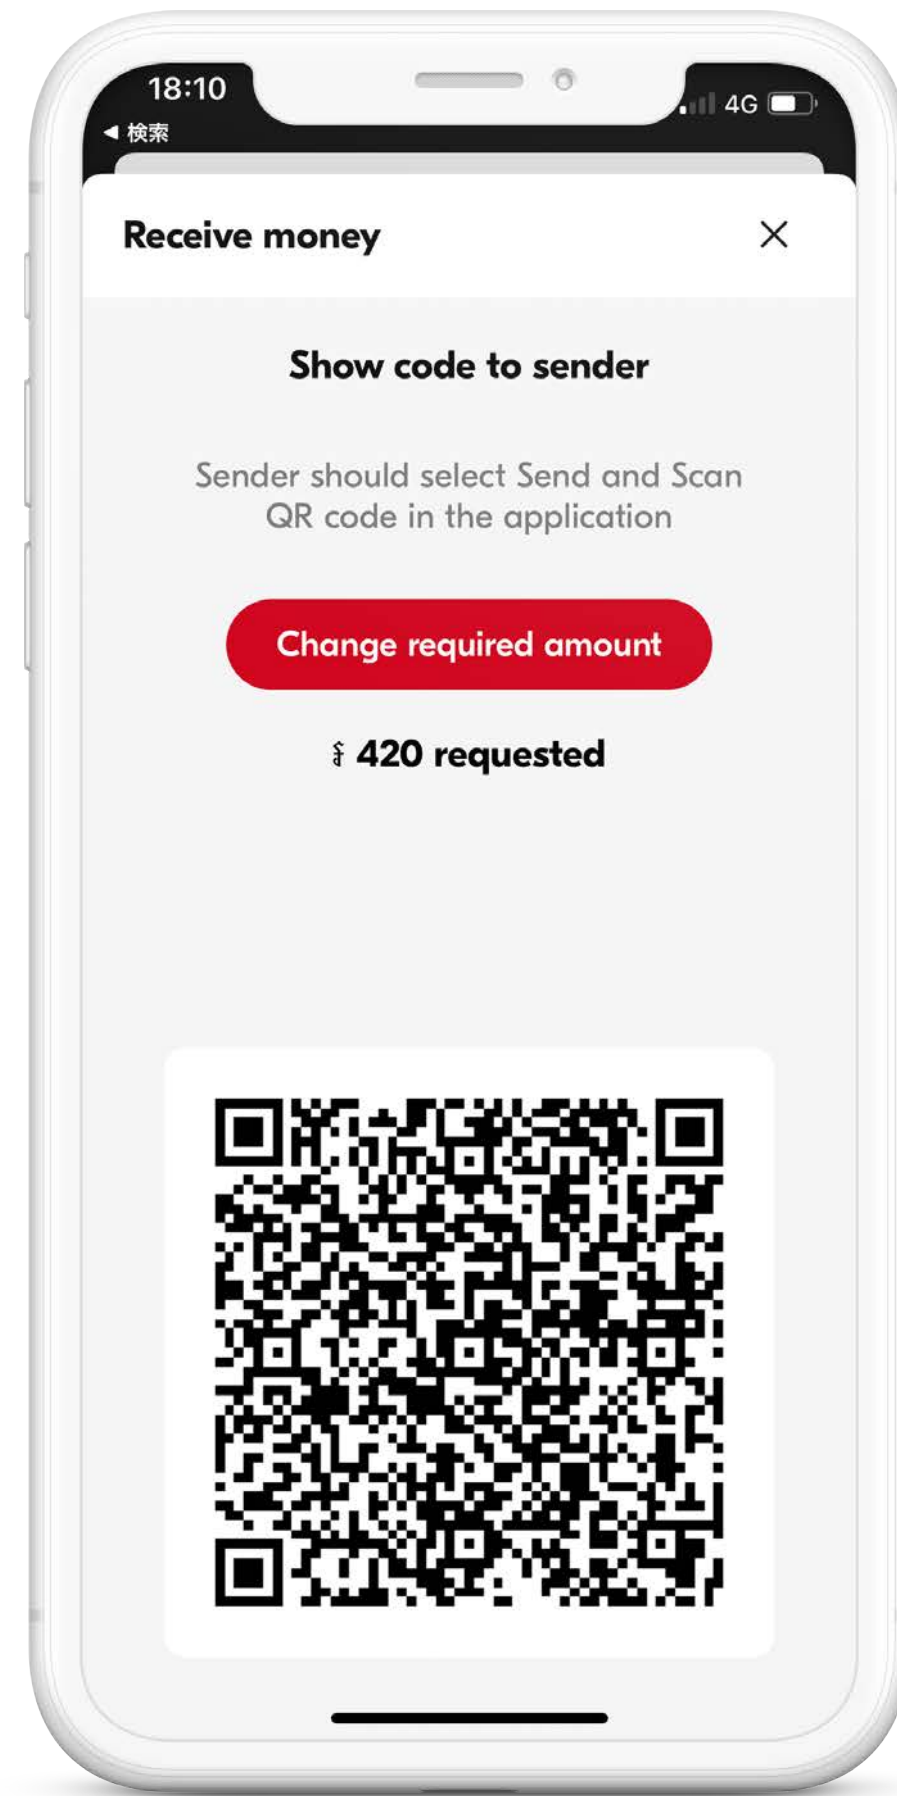 18:10
4G
◀ 検索
Receive money
Show code to sender
Sender should select Send and Scan
QR code in the application
Change required amount
៛ 420 requested